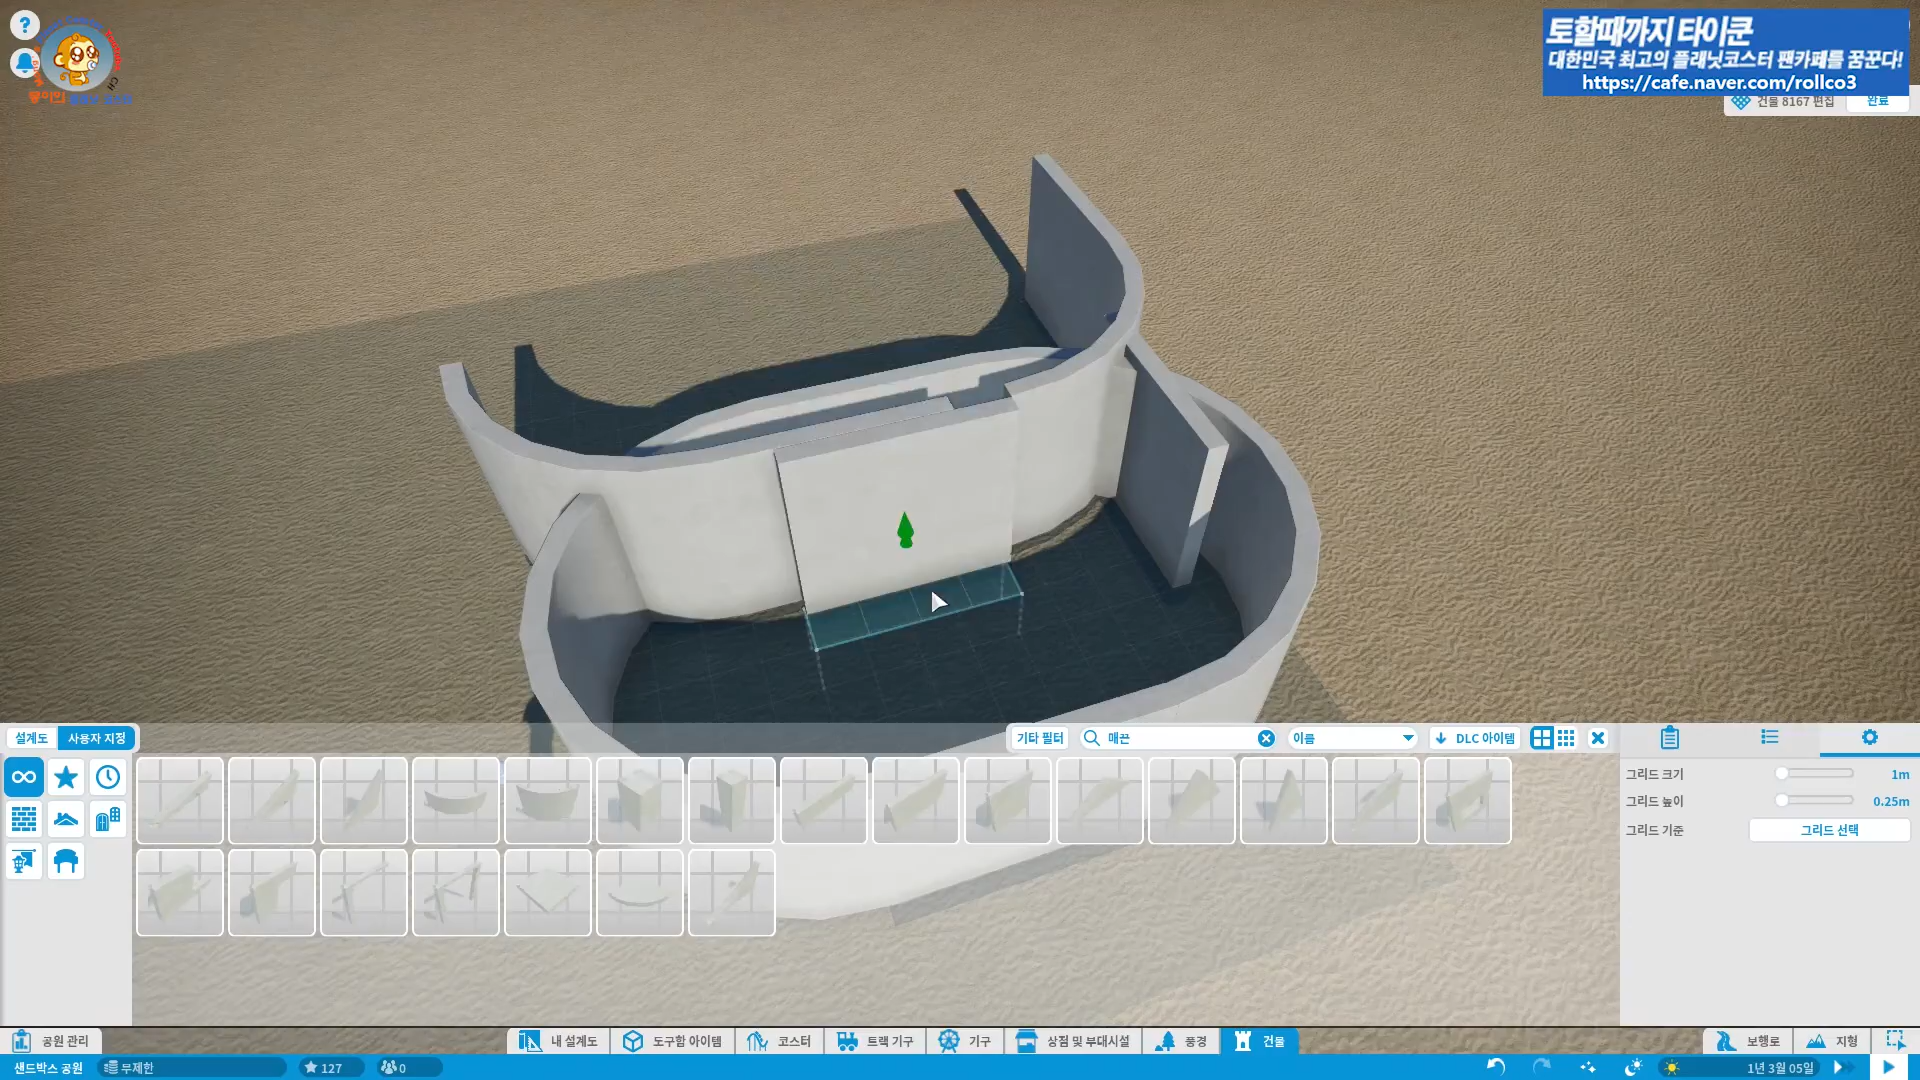 ?
토할때까지 타이쿤
대한민국 최고의 플래닛코스터 팬카페를 꿈꾼다!
https://cafe.naver.com/rollco3
건물 8167 편집
완료
설계도
사용자 지정
기타 필터
매끈
이름
DLC 아이템
그리드 크기
1m
그리드 높이
0.25m
그리드 기준
그리드 선택
공원 관리
내 설계도
도구함 아이템
코스터
트랙 기구
기구
상점 및 부대시설
풍경
건물
보행로
지형
샌드박스 공원
무제한
127
0
1년 3월 05일